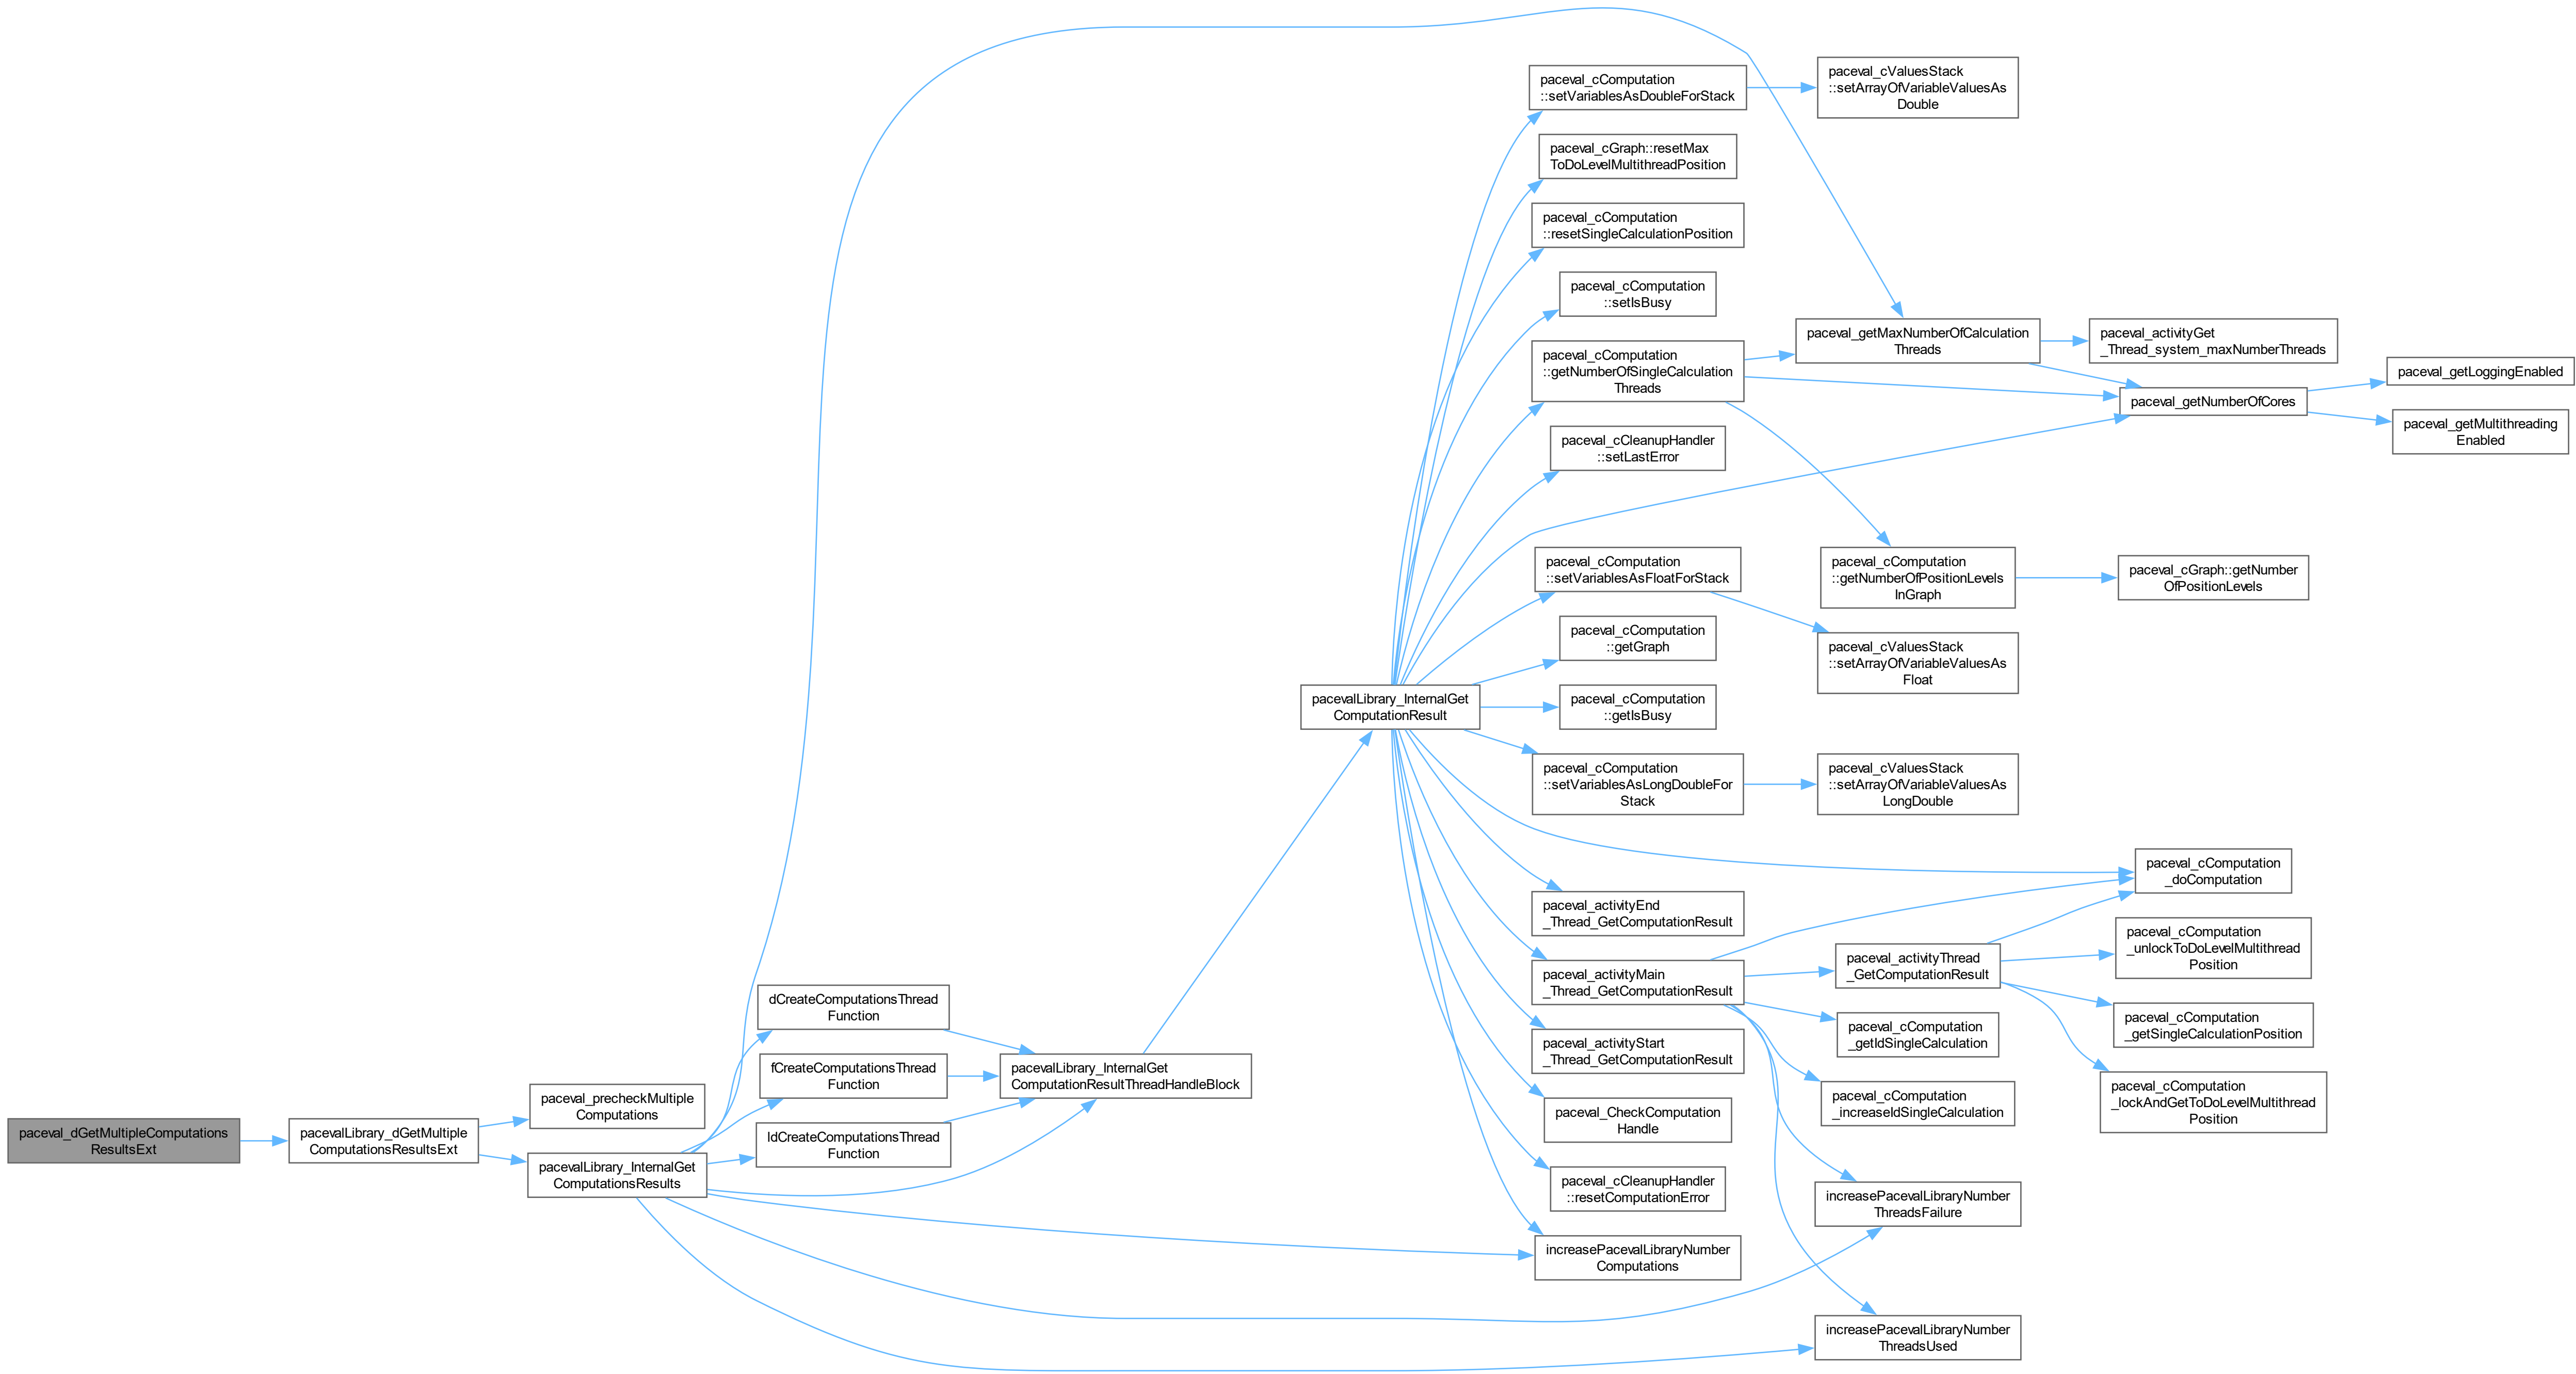 paceval_dGetMultipleComputations
ResultsExt
pacevalLibrary_dGetMultiple
ComputationsResultsExt
paceval_precheckMultiple
Computations
pacevalLibrary_InternalGet
ComputationsResults
dCreateComputationsThread
Function
fCreateComputationsThread
Function
ldCreateComputationsThread
Function
pacevalLibrary_InternalGet
ComputationResultThreadHandleBlock
pacevalLibrary_InternalGet
ComputationResult
paceval_cComputation
::setVariablesAsDoubleForStack
paceval_cGraph::resetMax
ToDoLevelMultithreadPosition
paceval_cComputation
::resetSingleCalculationPosition
paceval_cComputation
::setIsBusy
paceval_cComputation
::getNumberOfSingleCalculation
Threads
paceval_cCleanupHandler
::setLastError
paceval_cComputation
::setVariablesAsFloatForStack
paceval_cComputation
::getGraph
paceval_cComputation
::getIsBusy
paceval_cComputation
::setVariablesAsLongDoubleFor
Stack
paceval_activityEnd
_Thread_GetComputationResult
paceval_activityMain
_Thread_GetComputationResult
paceval_activityStart
_Thread_GetComputationResult
paceval_CheckComputation
Handle
paceval_cCleanupHandler
::resetComputationError
increasePacevalLibraryNumber
Computations
paceval_cValuesStack
::setArrayOfVariableValuesAs
Double
paceval_getMaxNumberOfCalculation
Threads
paceval_cComputation
::getNumberOfPositionLevels
InGraph
paceval_cValuesStack
::setArrayOfVariableValuesAs
Float
paceval_cValuesStack
::setArrayOfVariableValuesAs
LongDouble
paceval_activityThread
_GetComputationResult
paceval_cComputation
_getIdSingleCalculation
paceval_cComputation
_increaseIdSingleCalculation
increasePacevalLibraryNumber
ThreadsFailure
increasePacevalLibraryNumber
ThreadsUsed
paceval_activityGet
_Thread_system_maxNumberThreads
paceval_getNumberOfCores
paceval_cGraph::getNumber
OfPositionLevels
paceval_cComputation
_doComputation
paceval_cComputation
_unlockToDoLevelMultithread
Position
paceval_cComputation
_getSingleCalculationPosition
paceval_cComputation
_lockAndGetToDoLevelMultithread
Position
paceval_getLoggingEnabled
paceval_getMultithreading
Enabled